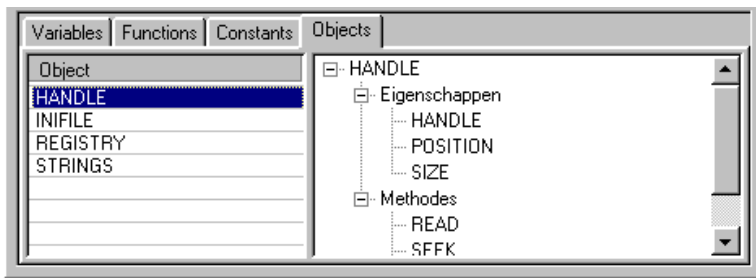 Variables Functions Constants Objects
Object
HANDLE
INIFILE
REGISTRY
STRINGS
HANDLE
Eigenschappen
HANDLE
POSITION
SIZE
Methodes
READ
SEEK